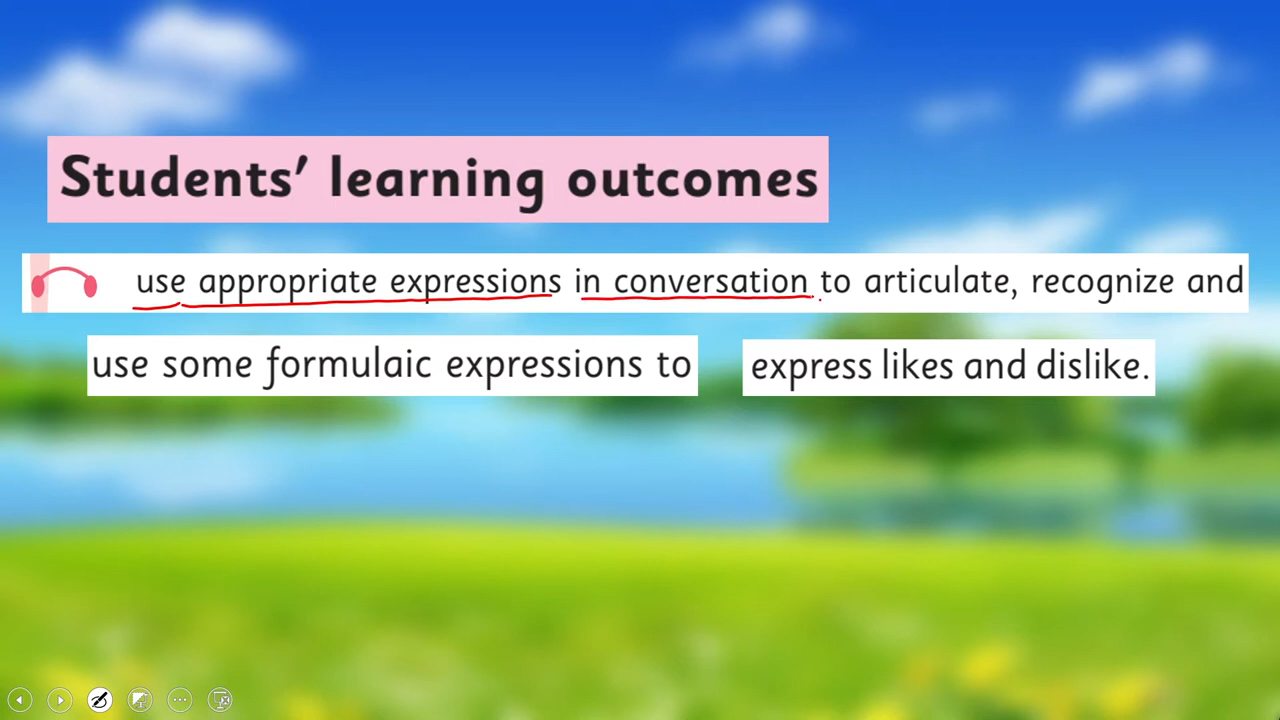 Students' learning outcomes
use appropriate expressions in conversation to articulate, recognize and
use some formulaic expressions to express likes and dislike.